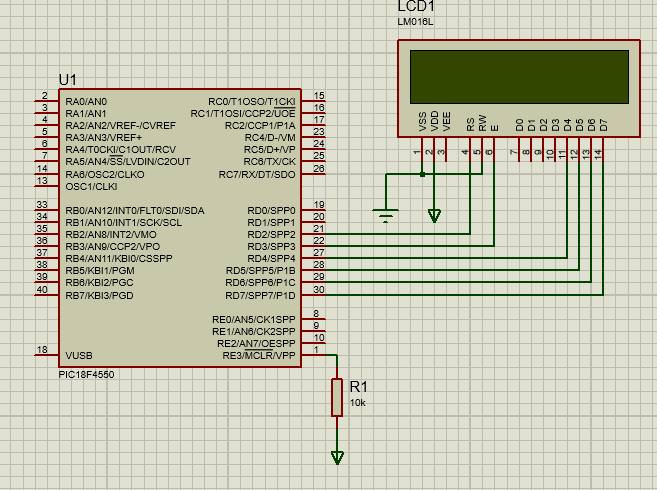 LCD1
LM016L
VSS
VDD
VEE
RS
RW
E
D0
D1
D2
D3
D4
D5
D6
D7
1
2
3
4
5
6
7
8
9
10
11
12
13
14
U1
2 RA0/AN0
3 RA1/AN1
4 RA2/AN2/VREF-/CVREF
5 RA3/AN3/VREF+
6 RA4/T0CKI/C1OUT/RCV
7 RA5/AN4/SS/LVDIN/C2OUT
14 RA6/OSC2/CLKO
13 OSC1/CLKI
33 RB0/AN12/INT0/FLT0/SDI/SDA
34 RB1/AN10/INT1/SCK/SCL
35 RB2/AN8/INT2/VMO
36 RB3/AN9/CCP2/VPO
37 RB4/AN11/KBI0/CSSPP
38 RB5/KBI1/PGM
39 RB6/KBI2/PGC
40 RB7/KBI3/PGD
18 VUSB
RC0/T1OSO/T1CKI 15
RC1/T1OSI/CCP2/UOE 16
RC2/CCP1/P1A 17
RC4/D-/VM 23
RC5/D+/VP 24
RC6/TX/CK 25
RC7/RX/DT/SDO 26
RD0/SPP0 19
RD1/SPP1 20
RD2/SPP2 21
RD3/SPP3 22
RD4/SPP4 27
RD5/SPP5/P1B 28
RD6/SPP6/P1C 29
RD7/SPP7/P1D 30
RE0/AN5/CK1SPP 8
RE1/AN6/CK2SPP 9
RE2/AN7/OESPP 10
RE3/MCLR/VPP 1
PIC18F4550
R1
10k